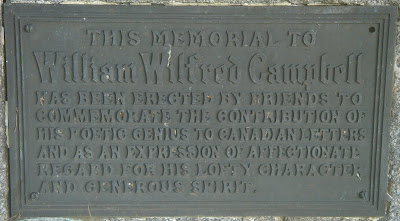 THIS MEMORIAL TO
William Wilfred Campbell
HAS BEEN ERECTED BY FRIENDS TO
COMMEMORATE THE CONTRIBUTION OF
HIS POETIC GENIUS TO CANADIAN LETTERS
AND AS AN EXPRESSION OF AFFECTIONATE
REGARD FOR HIS LOFTY CHARACTER
AND GENEROUS SPIRIT.